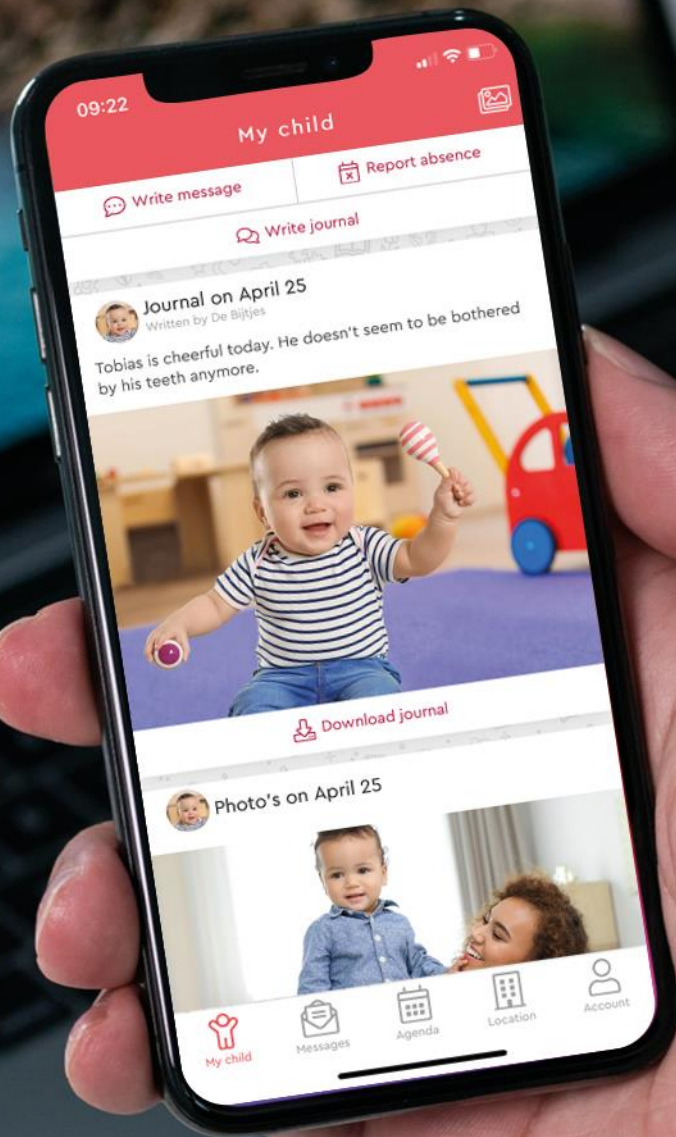 09:22
My child
Write message
Report absence
Write journal
Journal on April 25
Written by De Bijtjes
Tobias is cheerful today. He doesn't seem to be bothered
by his teeth anymore.
Download journal
Photo's on April 25
My child
Messages
Agenda
Location
Account